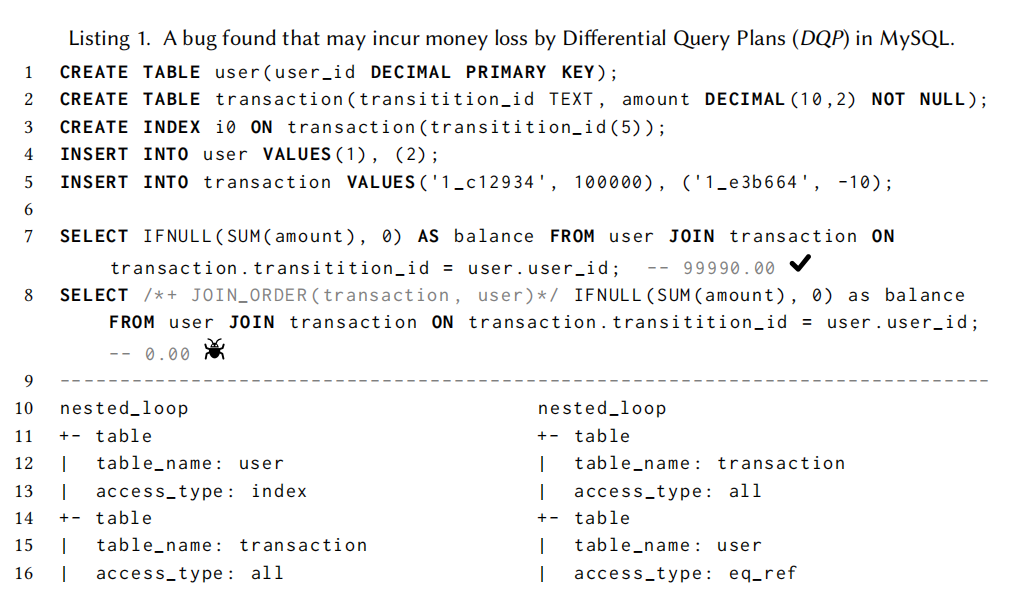 Listing 1. A bug found that may incur money loss by Differential Query Plans (DQP) in MySQL.
1 CREATE TABLE user(user_id DECIMAL PRIMARY KEY);
2 CREATE TABLE transaction(transitition_id TEXT, amount DECIMAL(10,2) NOT NULL);
3 CREATE INDEX i0 ON transaction(transitition_id(5));
4 INSERT INTO user VALUES(1), (2);
5 INSERT INTO transaction VALUES('1_c12934', 100000), ('1_e3b664', -10);
6
7 SELECT IFNULL(SUM(amount), 0) AS balance FROM user JOIN transaction ON
transaction.transitition_id = user.user_id; -- 99990.00 ✔
8 SELECT /*+ JOIN_ORDER(transaction, user)*/ IFNULL(SUM(amount), 0) as balance
FROM user JOIN transaction ON transaction.transitition_id = user.user_id;
-- 0.00
9 ------------------------------------------------------------------------------
10 nested_loop nested_loop
11 +- table +- table
12 | table_name: user | table_name: transaction
13 | access_type: index | access_type: all
14 +- table +- table
15 | table_name: transaction | table_name: user
16 | access_type: all | access_type: eq_ref